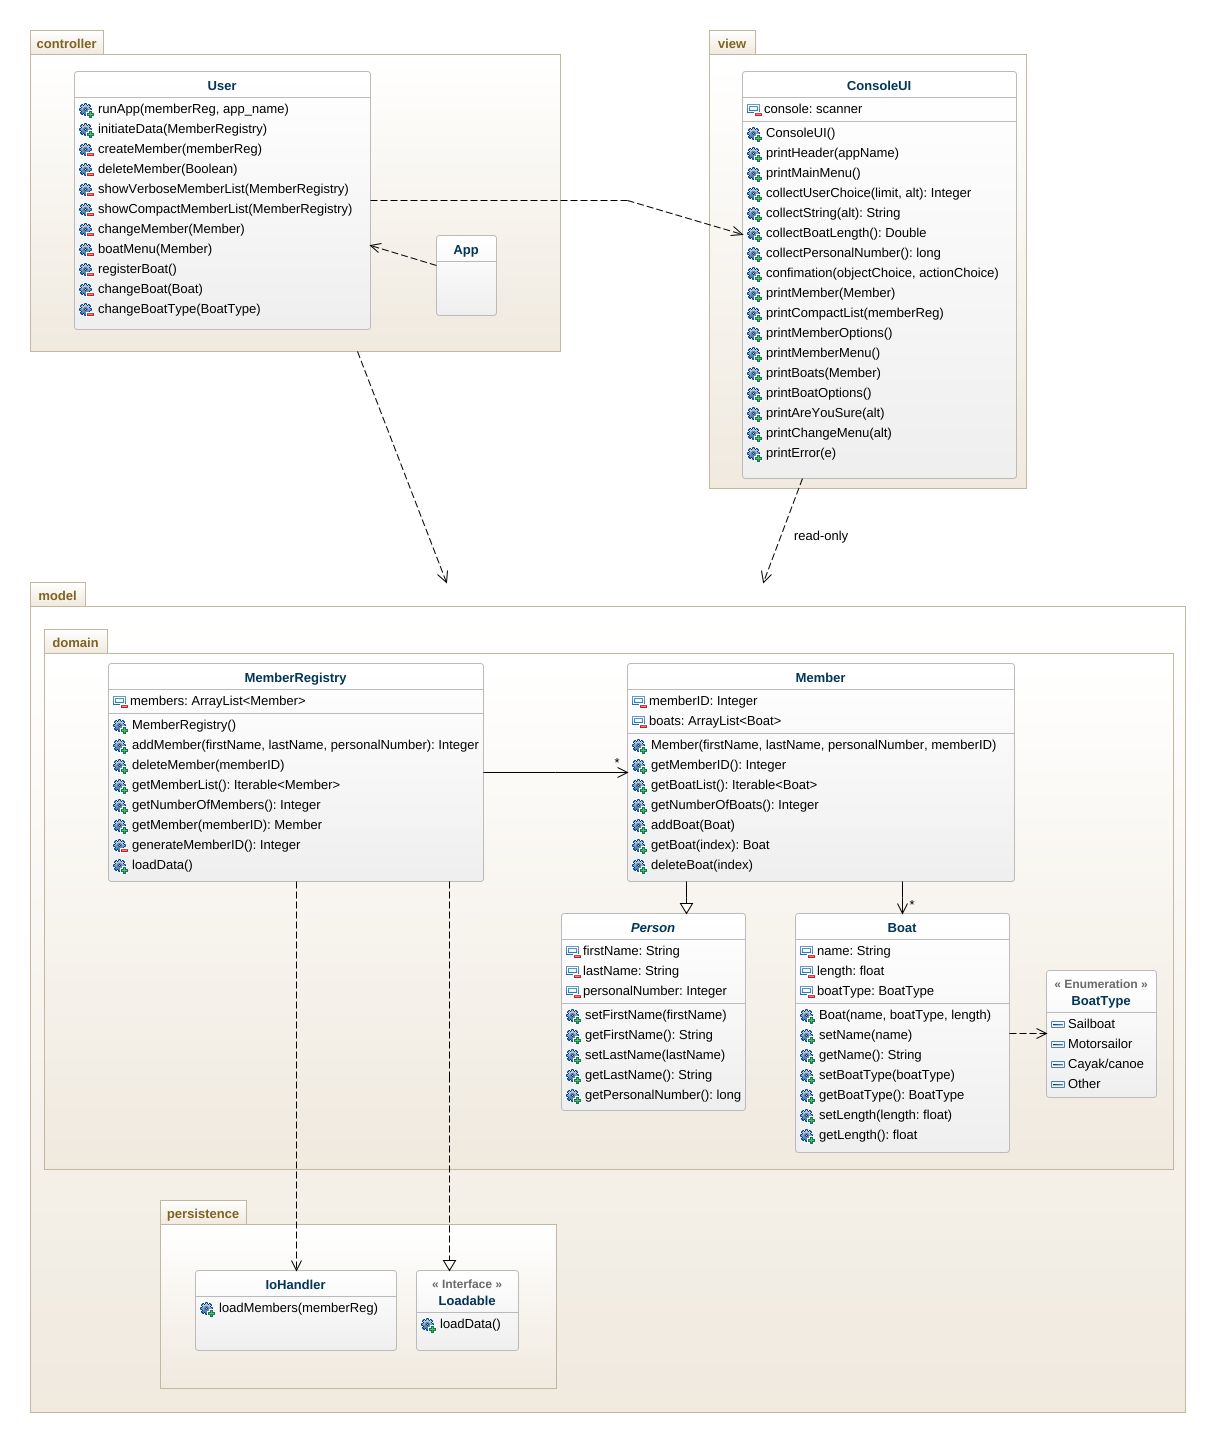 controller
User
runApp(memberReg, app_name)
initiateData(MemberRegistry)
createMember(memberReg)
deleteMember(Boolean)
showVerboseMemberList(MemberRegistry)
showCompactMemberList(MemberRegistry)
changeMember(Member)
boatMenu(Member)
registerBoat()
changeBoat(Boat)
changeBoatType(BoatType)
App
view
ConsoleUI
console: scanner
ConsoleUI()
printHeader(appName)
printMainMenu()
collectUserChoice(limit, alt): Integer
collectString(alt): String
collectBoatLength(): Double
collectPersonalNumber(): long
confimation(objectChoice, actionChoice)
printMember(Member)
printCompactList(memberReg)
printMemberOptions()
printMemberMenu()
printBoats(Member)
printBoatOptions()
printAreYouSure(alt)
printChangeMenu(alt)
printError(e)
read-only
model
domain
MemberRegistry
members: ArrayList<Member>
MemberRegistry()
addMember(firstName, lastName, personalNumber): Integer
deleteMember(memberID)
getMemberList(): Iterable<Member>
getNumberOfMembers(): Integer
getMember(memberID): Member
generateMemberID(): Integer
loadData()
*
Member
memberID: Integer
boats: ArrayList<Boat>
Member(firstName, lastName, personalNumber, memberID)
getMemberID(): Integer
getBoatList(): Iterable<Boat>
getNumberOfBoats(): Integer
addBoat(Boat)
getBoat(index): Boat
deleteBoat(index)
*
Person
firstName: String
lastName: String
personalNumber: Integer
setFirstName(firstName)
getFirstName(): String
setLastName(lastName)
getLastName(): String
getPersonalNumber(): long
Boat
name: String
length: float
boatType: BoatType
Boat(name, boatType, length)
setName(name)
getName(): String
setBoatType(boatType)
getBoatType(): BoatType
setLength(length: float)
getLength(): float
« Enumeration »
BoatType
Sailboat
Motorsailor
Cayak/canoe
Other
persistence
IoHandler
loadMembers(memberReg)
« Interface »
Loadable
loadData()